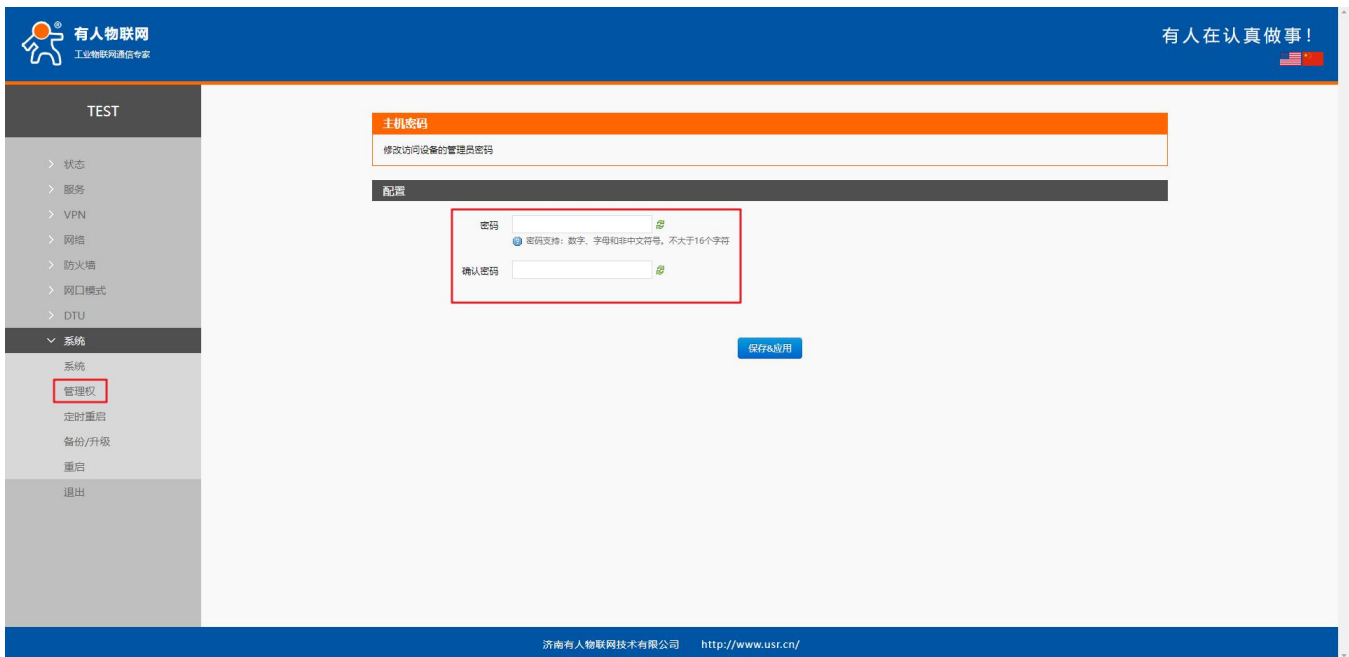 有人物联网
工业物联网通信专家
有人在认真做事!
TEST
状态
服务
VPN
网络
防火墙
网口模式
DTU
系统
系统
管理权
定时重启
备份/升级
重启
退出
主机密码
修改访问设备的管理员密码
配置
密码
密码支持：数字、字母和非中文符号，不大于16个字符
确认密码
保存&应用
济南有人物联网技术有限公司 http://www.usr.cn/